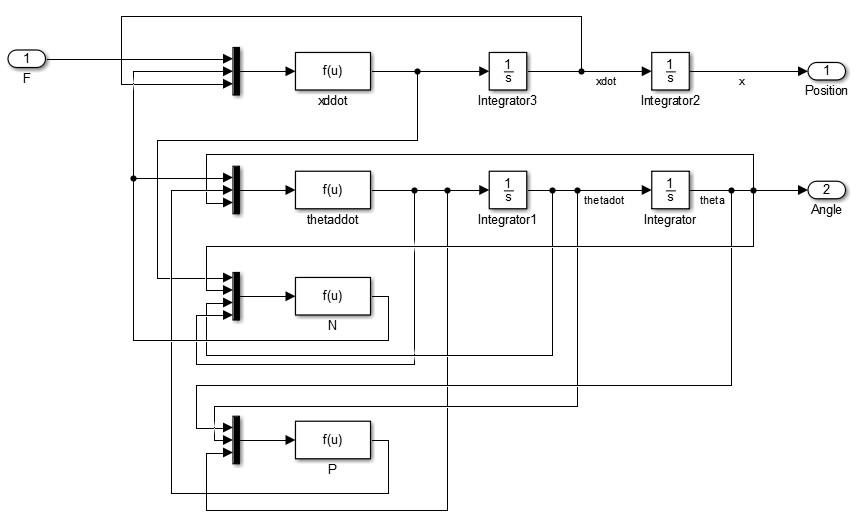 1
F
f(u)
xddot
1
s
Integrator3
xdot
1
s
Integrator2
x
1
Position
f(u)
thetaddot
1
s
Integrator1
thetadot
1
s
Integrator
theta
2
Angle
f(u)
N
f(u)
P